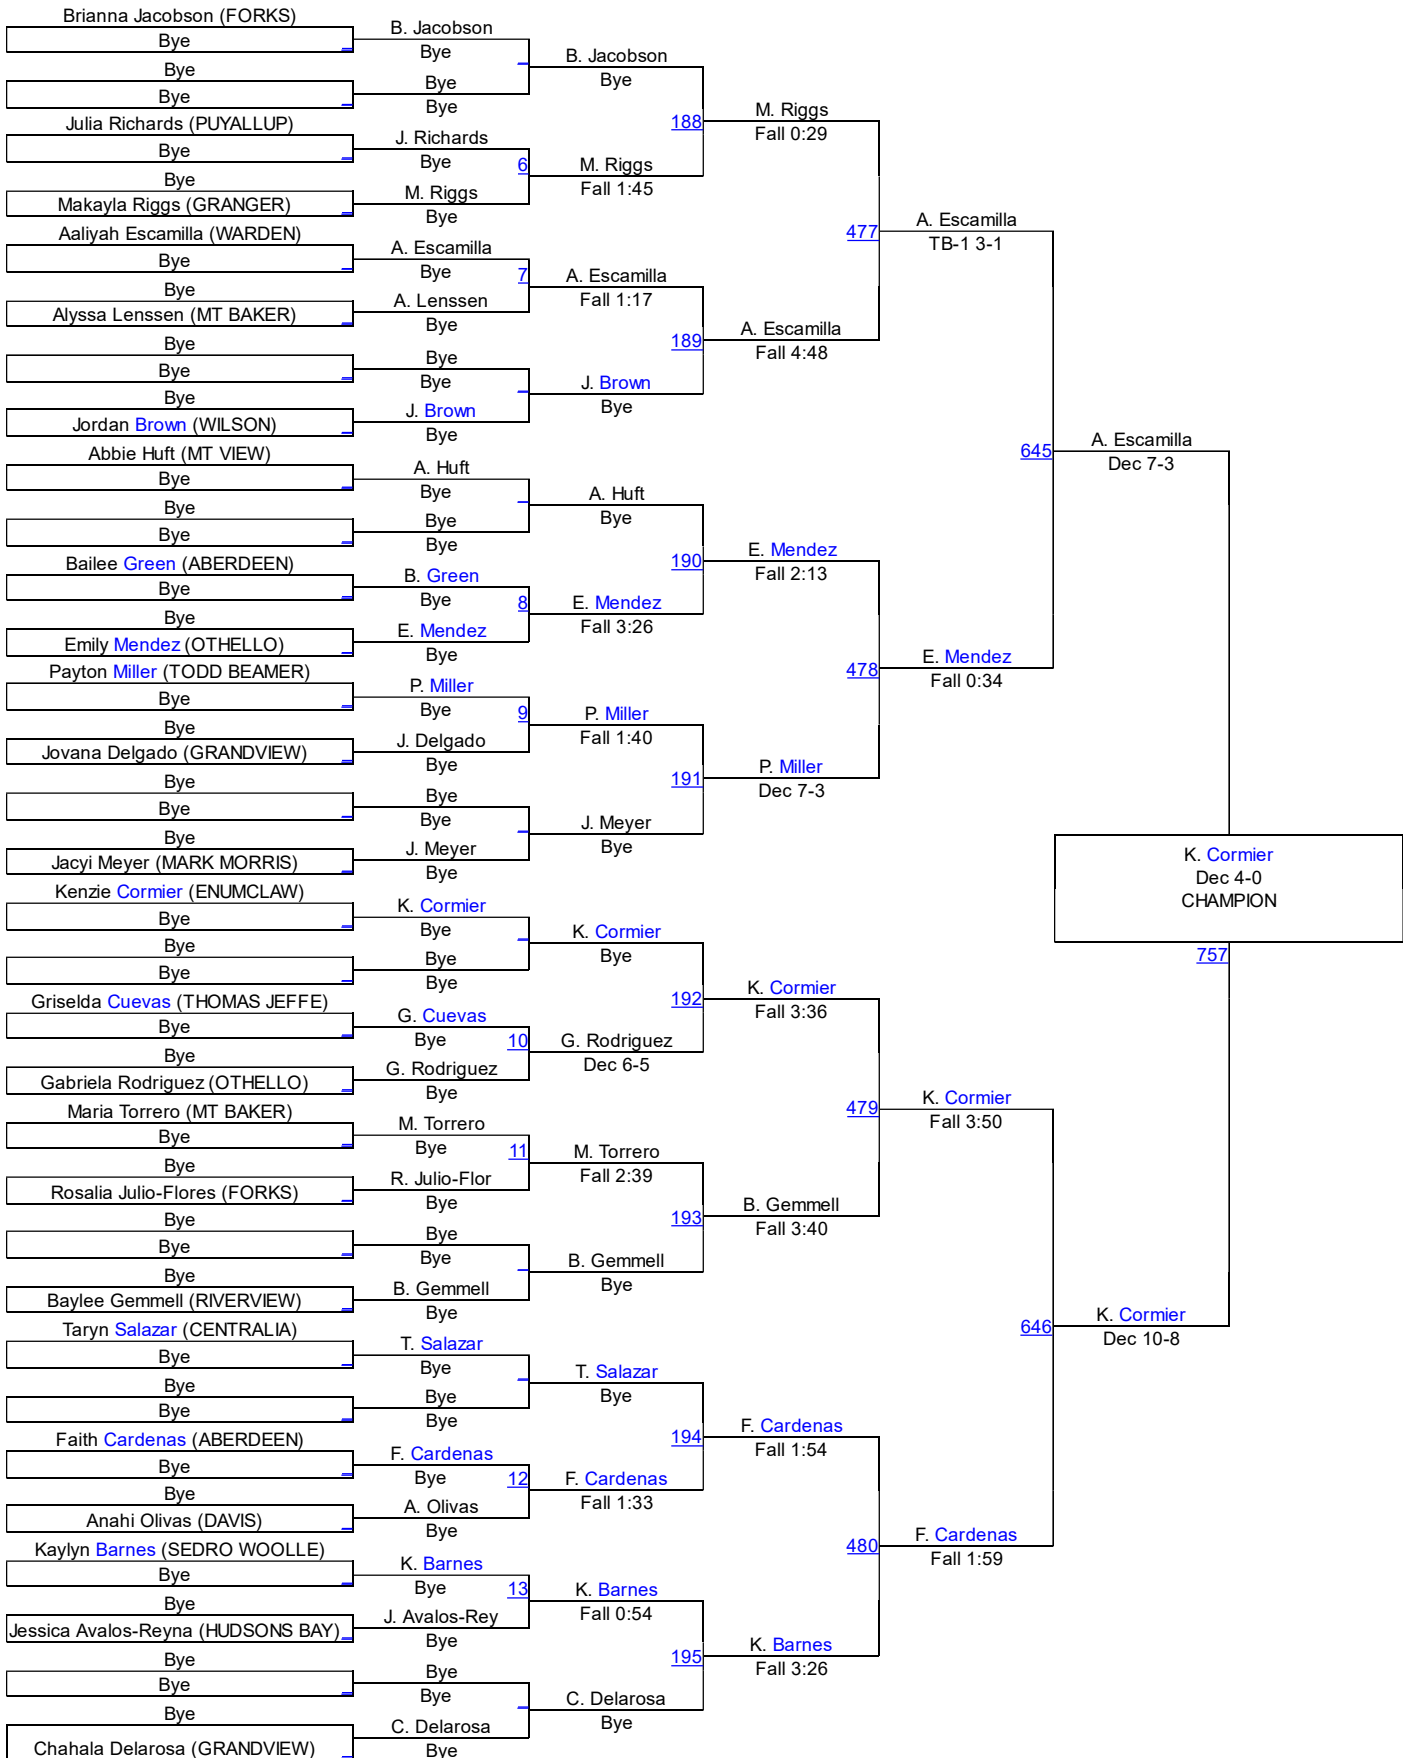 Brianna Jacobson (FORKS)
Bye
Bye
Bye
Julia Richards (PUYALLUP)
Bye
Bye
Makayla Riggs (GRANGER)
Aaliyah Escamilla (WARDEN)
Bye
Bye
Alyssa Lenssen (MT BAKER)
Bye
Bye
Bye
Jordan Brown (WILSON)
Abbie Huft (MT VIEW)
Bye
Bye
Bye
Bailee Green (ABERDEEN)
Bye
Bye
Emily Mendez (OTHELLO)
Payton Miller (TODD BEAMER)
Bye
Bye
Jovana Delgado (GRANDVIEW)
Bye
Bye
Bye
Jacyi Meyer (MARK MORRIS)
Kenzie Cormier (ENUMCLAW)
Bye
Bye
Bye
Griselda Cuevas (THOMAS JEFFE)
Bye
Bye
Gabriela Rodriguez (OTHELLO)
Maria Torrero (MT BAKER)
Bye
Bye
Rosalia Julio-Flores (FORKS)
Bye
Bye
Bye
Baylee Gemmell (RIVERVIEW)
Taryn Salazar (CENTRALIA)
Bye
Bye
Bye
Faith Cardenas (ABERDEEN)
Bye
Bye
Anahi Olivas (DAVIS)
Kaylyn Barnes (SEDRO WOOLLE)
Bye
Bye
Jessica Avalos-Reyna (HUDSONS BAY)
Bye
Bye
Bye
Chahala Delarosa (GRANDVIEW)
B. Jacobson
Bye
Bye
Bye
J. Richards
Bye
6
M. Riggs
Bye
A. Escamilla
Bye
7
A. Lenssen
Bye
Bye
Bye
J. Brown
Bye
A. Huft
Bye
Bye
Bye
B. Green
Bye
8
E. Mendez
Bye
P. Miller
Bye
9
J. Delgado
Bye
Bye
Bye
J. Meyer
Bye
K. Cormier
Bye
Bye
Bye
G. Cuevas
Bye
10
G. Rodriguez
Bye
M. Torrero
Bye
11
R. Julio-Flor
Bye
Bye
Bye
B. Gemmell
Bye
T. Salazar
Bye
Bye
Bye
F. Cardenas
Bye
12
A. Olivas
Bye
K. Barnes
Bye
13
J. Avalos-Rey
Bye
Bye
Bye
C. Delarosa
Bye
B. Jacobson
Bye
188
M. Riggs
Fall 1:45
A. Escamilla
Fall 1:17
189
J. Brown
Bye
A. Huft
Bye
190
E. Mendez
Fall 3:26
P. Miller
Fall 1:40
191
J. Meyer
Bye
K. Cormier
Bye
192
G. Rodriguez
Dec 6-5
M. Torrero
Fall 2:39
193
B. Gemmell
Bye
T. Salazar
Bye
194
F. Cardenas
Fall 1:33
K. Barnes
Fall 0:54
195
C. Delarosa
Bye
M. Riggs
Fall 0:29
477
A. Escamilla
Fall 4:48
E. Mendez
Fall 2:13
478
P. Miller
Dec 7-3
K. Cormier
Fall 3:36
479
B. Gemmell
Fall 3:40
F. Cardenas
Fall 1:54
480
K. Barnes
Fall 3:26
A. Escamilla
TB-1 3-1
645
E. Mendez
Fall 0:34
K. Cormier
Fall 3:50
646
F. Cardenas
Fall 1:59
A. Escamilla
Dec 7-3
K. Cormier
Dec 4-0
CHAMPION
757
K. Cormier
Dec 10-8